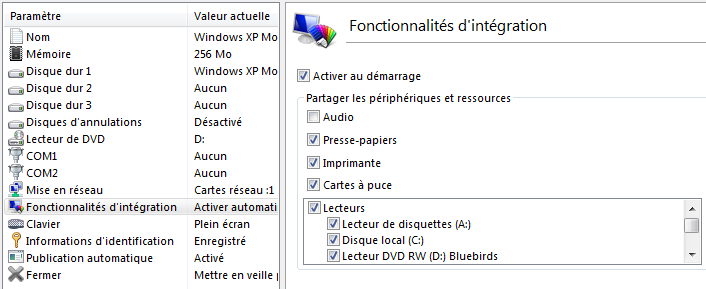 Paramètre Valeur actuelle
Nom Windows XP Mo
Mémoire 256 Mo
Disque dur 1 Windows XP Mo
Disque dur 2 Aucun
Disque dur 3 Aucun
Disques d'annulations Désactivé
Lecteur de DVD D:
COM1 Aucun
COM2 Aucun
Mise en réseau Cartes réseau :1
Fonctionnalités d'intégration Activer automati
Clavier Plein écran
Informations d'identification Enregistré
Publication automatique Activé
Fermer Mettre en veille p
Fonctionnalités d'intégration
Activer au démarrage
Partager les périphériques et ressources
Audio
Presse-papiers
Imprimante
Cartes à puce
Lecteurs
Lecteur de disquettes (A:)
Disque local (C:)
Lecteur DVD RW (D:) Bluebirds